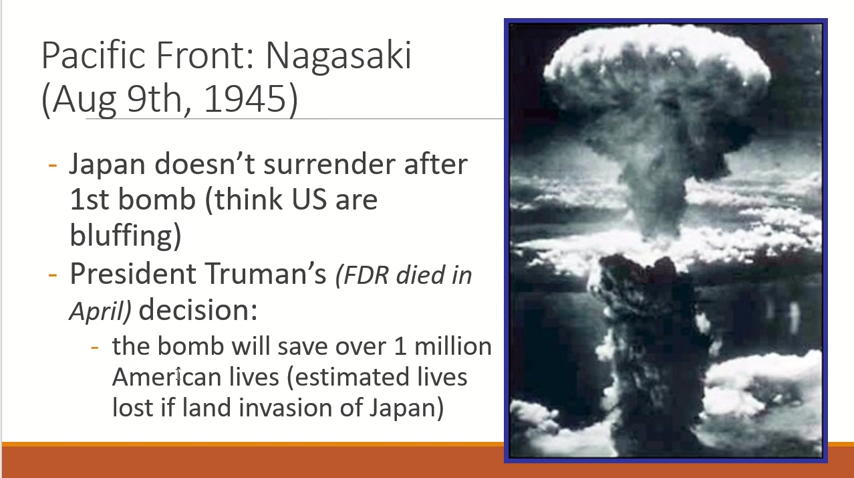 Pacific Front: Nagasaki
(Aug 9th, 1945)
- Japan doesn’t surrender after
1st bomb (think US are
bluffing)
- President Truman’s (FDR died in
April) decision:
- the bomb will save over 1 million
American lives (estimated lives
lost if land invasion of Japan)